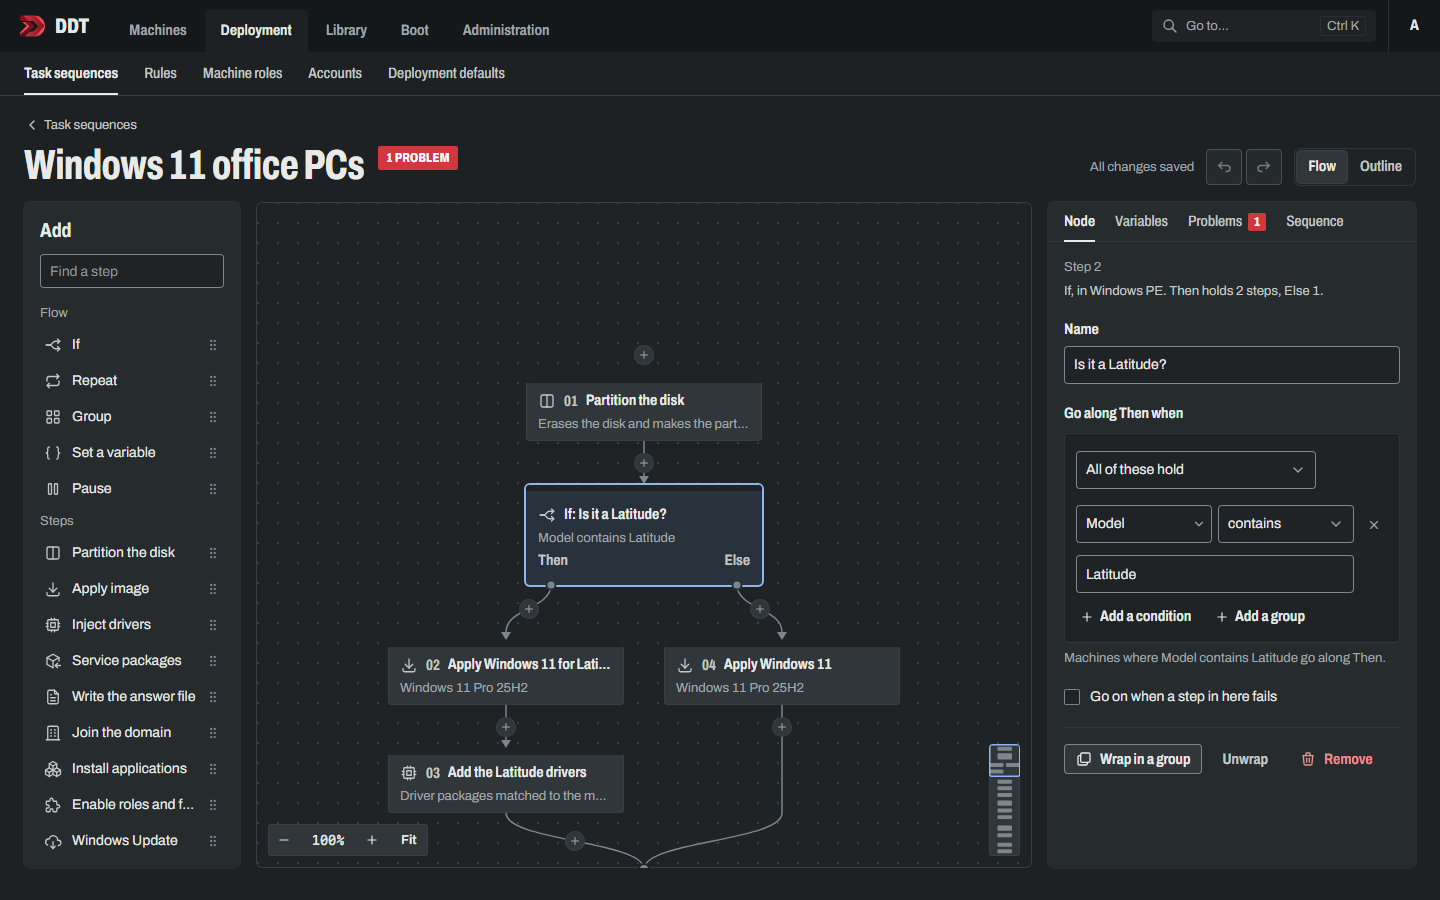 DDT
Machines
Deployment
Library
Boot
Administration
Go to...
Ctrl K
A
Task sequences
Rules
Machine roles
Accounts
Deployment defaults
Task sequences
Windows 11 office PCs
1 PROBLEM
All changes saved
Flow
Outline
Add
Find a step
Flow
If
Repeat
Group
Set a variable
Pause
Steps
Partition the disk
Apply image
Inject drivers
Service packages
Write the answer file
Join the domain
Install applications
Enable roles and f...
Windows Update
01 Partition the disk
Erases the disk and makes the part...
If: Is it a Latitude?
Model contains Latitude
Then
Else
02 Apply Windows 11 for Lati...
Windows 11 Pro 25H2
04 Apply Windows 11
Windows 11 Pro 25H2
03 Add the Latitude drivers
Driver packages matched to the m...
100%
Fit
Node
Variables
Problems 1
Sequence
Step 2
If, in Windows PE. Then holds 2 steps, Else 1.
Name
Is it a Latitude?
Go along Then when
All of these hold
Model
contains
Latitude
Add a condition
Add a group
Machines where Model contains Latitude go along Then.
Go on when a step in here fails
Wrap in a group
Unwrap
Remove